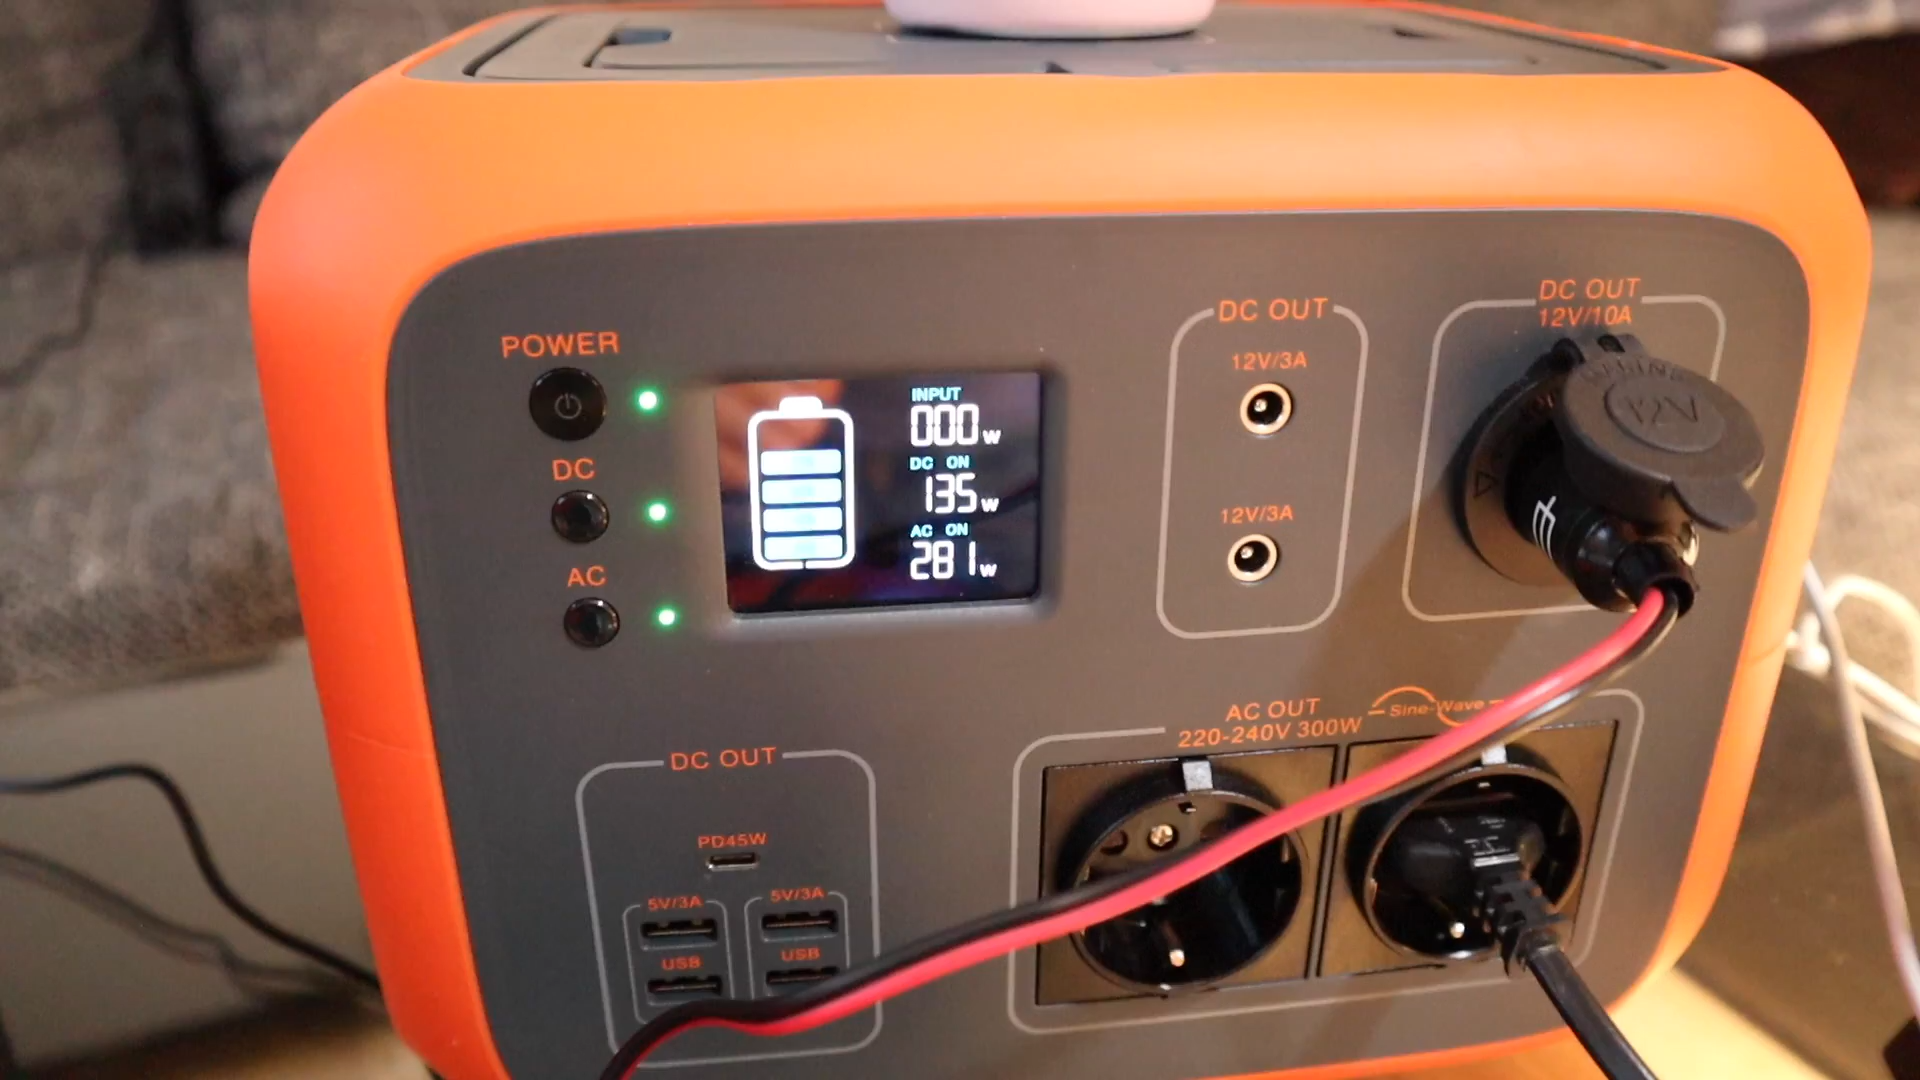 POWER
DC
AC
INPUT
000W
DC ON
135W
AC ON
281W
DC OUT
12V/3A
12V/3A
DC OUT
12V/10A
12V
AC OUT
220-240V 300W
Sine-Wave
DC OUT
PD45W
5V/3A
5V/3A
USB
USB